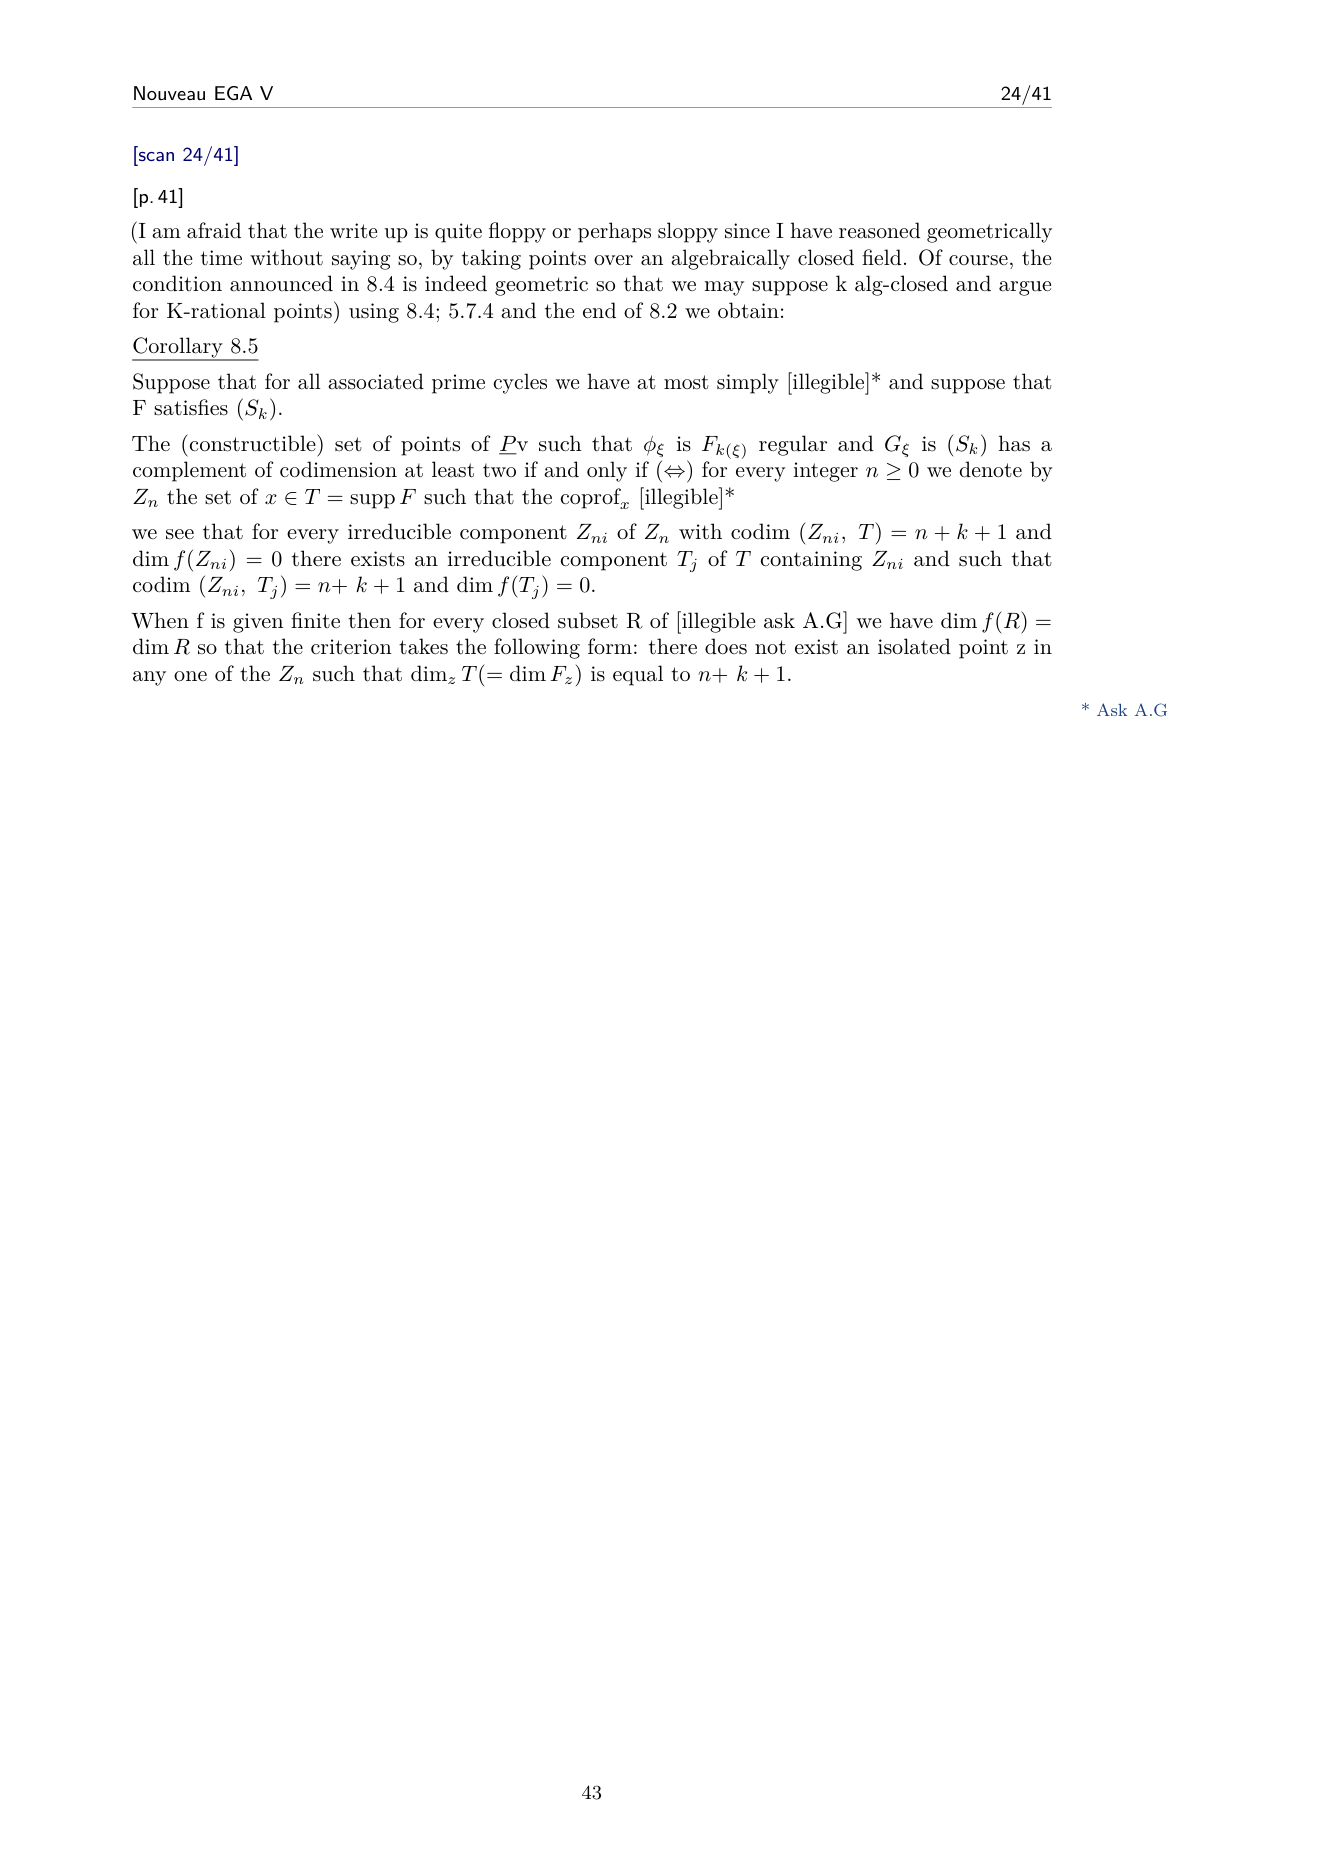 Nouveau EGA V 24/41
[scan 24/41]
[p. 41]
(I am afraid that the write up is quite floppy or perhaps sloppy since I have reasoned geometrically
all the time without saying so, by taking points over an algebraically closed field. Of course, the
condition announced in 8.4 is indeed geometric so that we may suppose k alg-closed and argue
for K-rational points) using 8.4; 5.7.4 and the end of 8.2 we obtain:
Corollary 8.5
Suppose that for all associated prime cycles we have at most simply [illegible]* and suppose that
F satisfies $(S_k)$.
The (constructible) set of points of $\underline{P}$v such that $\phi_\xi$ is $F_{k(\xi)}$ regular and $G_\xi$ is $(S_k)$ has a
complement of codimension at least two if and only if (⇔) for every integer $n \geq 0$ we denote by
$Z_n$ the set of $x \in T = \operatorname{supp} F$ such that the coprof$_x$ [illegible]*
we see that for every irreducible component $Z_{ni}$ of $Z_n$ with codim $(Z_{ni}, T) = n + k + 1$ and
$\dim f(Z_{ni}) = 0$ there exists an irreducible component $T_j$ of $T$ containing $Z_{ni}$ and such that
codim $(Z_{ni}, T_j) = n + k + 1$ and $\dim f(T_j) = 0$.
When f is given finite then for every closed subset R of [illegible ask A.G] we have $\dim f(R) =$
$\dim R$ so that the criterion takes the following form: there does not exist an isolated point z in
any one of the $Z_n$ such that $\dim_z T (= \dim F_z)$ is equal to $n + k + 1$.
* Ask A.G
43